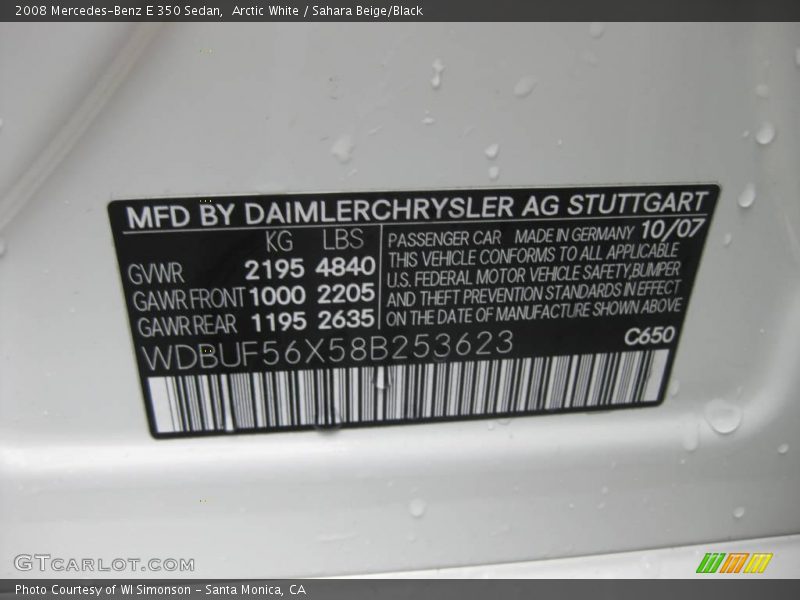 2008 Mercedes-Benz E 350 Sedan,  Arctic White / Sahara Beige/Black
MFD BY DAIMLERCHRYSLER AG STUTTGART
KG LBS
GVWR 2195 4840
GAWR FRONT 1000 2205
GAWR REAR 1195 2635
PASSENGER CAR MADE IN GERMANY 10/07
THIS VEHICLE CONFORMS TO ALL APPLICABLE
U.S. FEDERAL MOTOR VEHICLE SAFETY,BUMPER
AND THEFT PREVENTION STANDARDS IN EFFECT
ON THE DATE OF MANUFACTURE SHOWN ABOVE
WDBUF56X58B253623 C650
GTCARLOT.COM
Photo Courtesy of WI Simonson - Santa Monica, CA